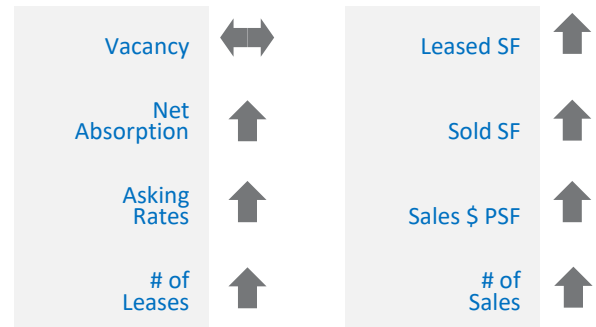 Vacancy
Net
Absorption
Asking
Rates
# of
Leases
Leased SF
Sold SF
Sales $ PSF
# of
Sales